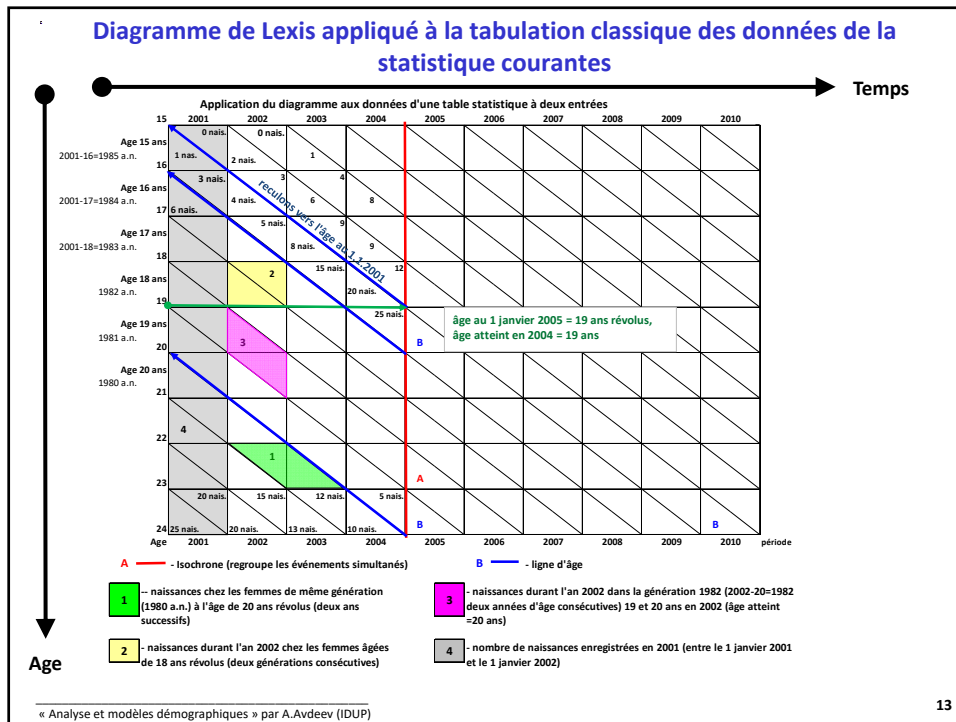 Diagramme de Lexis appliqué à la tabulation classique des données de la
statistique courantes
Temps
Application du diagramme aux données d'une table statistique à deux entrées
15 2001 2002 2003 2004 2005 2006 2007 2008 2009 2010
0 nais. 0 nais.
Age 15 ans
2001-16=1985 a.n. 1 nas. 2 nais. 1
16
3 nais. 3 4
Age 16 ans
2001-17=1984 a.n. 4 nais. 6 8
17 6 nais.
reculons vers l'âge au 1,1,2001
5 nais. 9
Age 17 ans
2001-18=1983 a.n. 8 nais. 9
18
2 15 nais. 12
Age 18 ans
1982 a.n. 20 nais.
19
25 nais.
âge au 1 janvier 2005 = 19 ans révolus,
âge atteint en 2004 = 19 ans
Age 19 ans
1981 a.n. 3 B
20
Age 20 ans
1980 a.n.
21
4
22
1
A
23
20 nais. 15 nais. 12 nais. 5 nais.
B B
24 25 nais. 20 nais. 13 nais. 10 nais.
Age 2001 2002 2003 2004 2005 2006 2007 2008 2009 2010 période
A - Isochrone (regroupe les événements simultanés)
B - ligne d'âge
1 -- naissances chez les femmes de même génération
(1980 a.n.) à l'âge de 20 ans révolus (deux ans
successifs)
3 - naissances durant l'an 2002 dans la génération 1982 (2002-20=1982
deux années d'âge consécutives) 19 et 20 ans en 2002 (âge atteint
=20 ans)
2 - naissances durant l'an 2002 chez les femmes âgées
de 18 ans révolus (deux générations consécutives)
4 - nombre de naissances enregistrées en 2001 (entre le 1 janvier 2001
et le 1 janvier 2002)
Age
« Analyse et modèles démographiques » par A.Avdeev (IDUP)
13